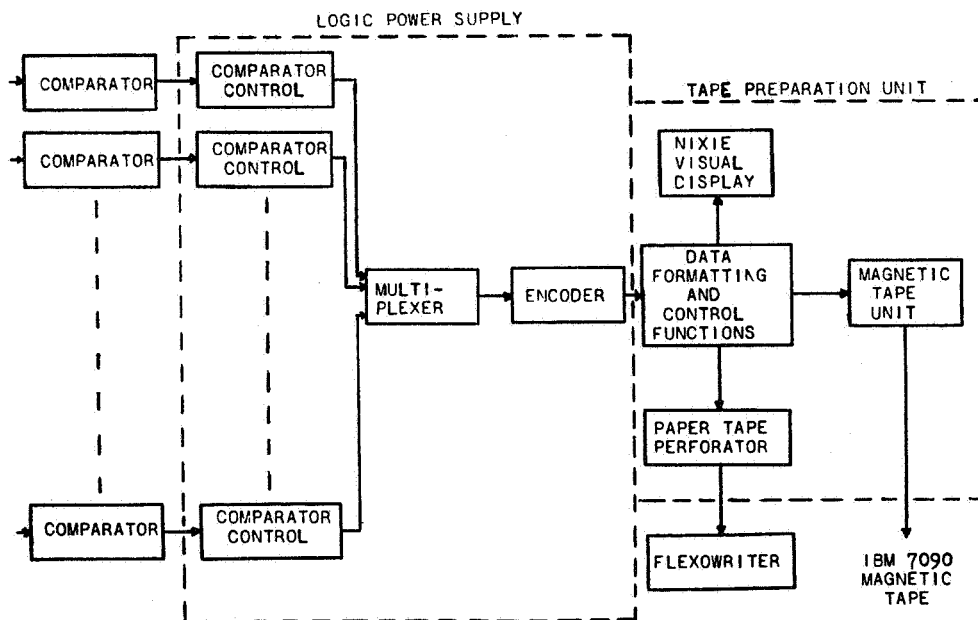 LOGIC POWER SUPPLY
COMPARATOR
COMPARATOR
CONTROL
TAPE PREPARATION UNIT
COMPARATOR
COMPARATOR
CONTROL
NIXIE
VISUAL
DISPLAY
MULTI-
PLEXER
ENCODER
DATA
FORMATTING
AND
CONTROL
FUNCTIONS
MAGNETIC
TAPE
UNIT
PAPER TAPE
PERFORATOR
COMPARATOR
COMPARATOR
CONTROL
FLEXOWRITER
IBM 7090
MAGNETIC
TAPE